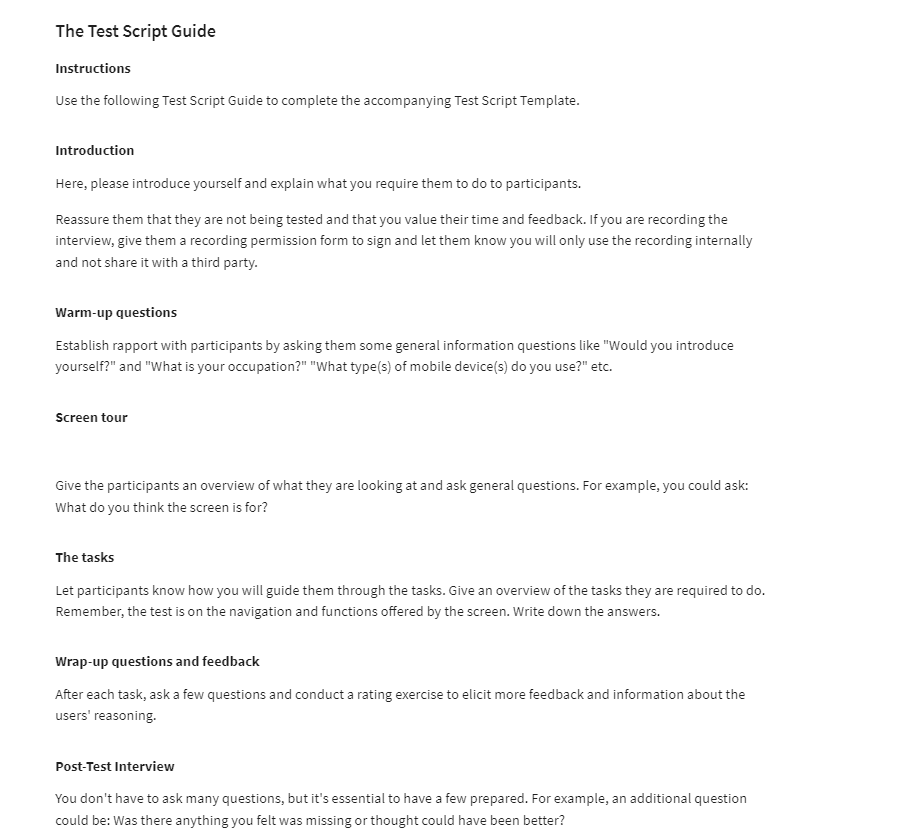 The Test Script Guide
Instructions
Use the following Test Script Guide to complete the accompanying Test Script Template.
Introduction
Here, please introduce yourself and explain what you require them to do to participants.
Reassure them that they are not being tested and that you value their time and feedback. If you are recording the
interview, give them a recording permission form to sign and let them know you will only use the recording internally
and not share it with a third party.
Warm-up questions
Establish rapport with participants by asking them some general information questions like "Would you introduce
yourself?" and "What is your occupation?" "What type(s) of mobile device(s) do you use?" etc.
Screen tour
Give the participants an overview of what they are looking at and ask general questions. For example, you could ask:
What do you think the screen is for?
The tasks
Let participants know how you will guide them through the tasks. Give an overview of the tasks they are required to do.
Remember, the test is on the navigation and functions offered by the screen. Write down the answers.
Wrap-up questions and feedback
After each task, ask a few questions and conduct a rating exercise to elicit more feedback and information about the
users' reasoning.
Post-Test Interview
You don't have to ask many questions, but it's essential to have a few prepared. For example, an additional question
could be: Was there anything you felt was missing or thought could have been better?